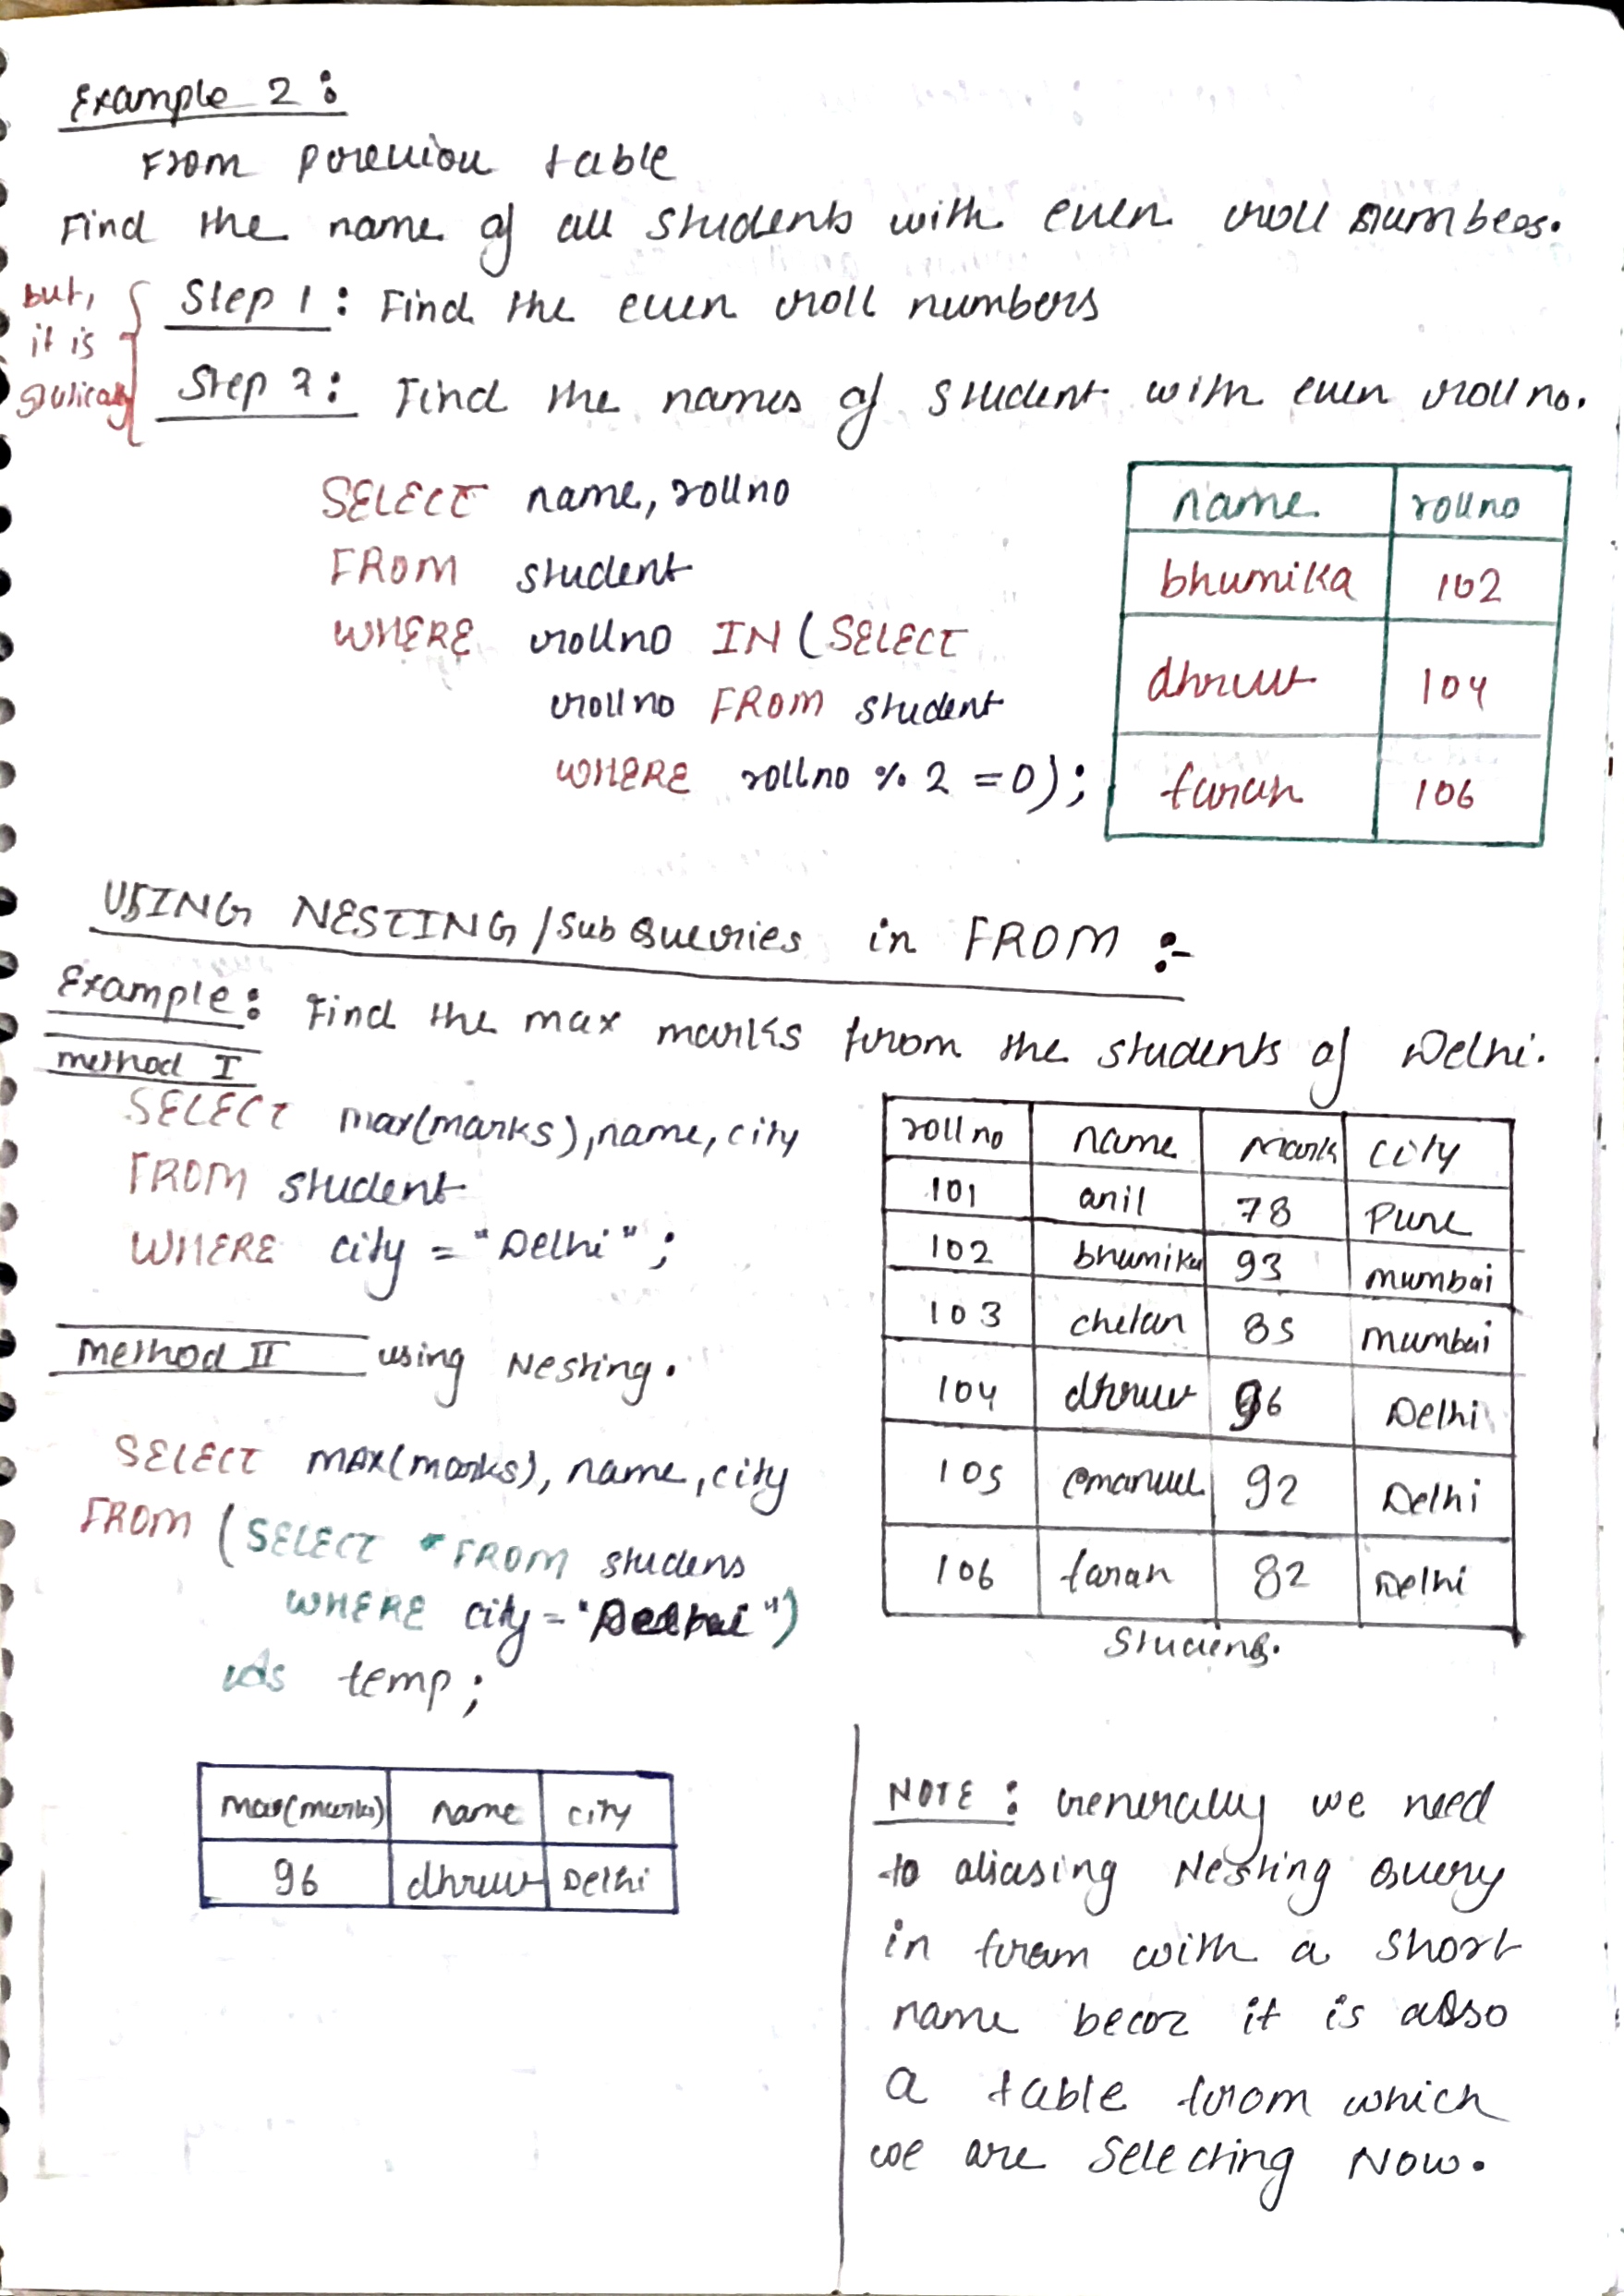 Example 2 :
From previou table
Find the name of all students with even roll numbers.
but, it is statically
Step 1 : Find the even roll numbers
Step 2 : Find the names of student with even roll no.
SELECT name, rollno
FROM student
WHERE rollno IN (SELECT
rollno FROM student
WHERE rollno % 2 = 0) ;
name rollno
bhumika 102
dhruv 104
farah 106
USING NESTING / Sub Queries in FROM :-
Example : Find the max marks from the students of Delhi.
method I
SELECT max(marks), name, city
FROM student
WHERE city = "Delhi" ;
method II using Nesting.
SELECT MAX(marks), name, city
FROM (SELECT * FROM students
WHERE city = "Delhi")
As temp ;
roll no name Mark city
101 anil 78 Pune
102 bhumika 93 mumbai
103 chetan 85 mumbai
104 dhruv 96 Delhi
105 emanuel 92 Delhi
106 farah 82 Delhi
Student.
max(marks) name city
96 dhruv Delhi
NOTE : Generally we need
to aliasing Nesting Query
in from with a short
name becoz it is also
a table from which
we are selecting Now.